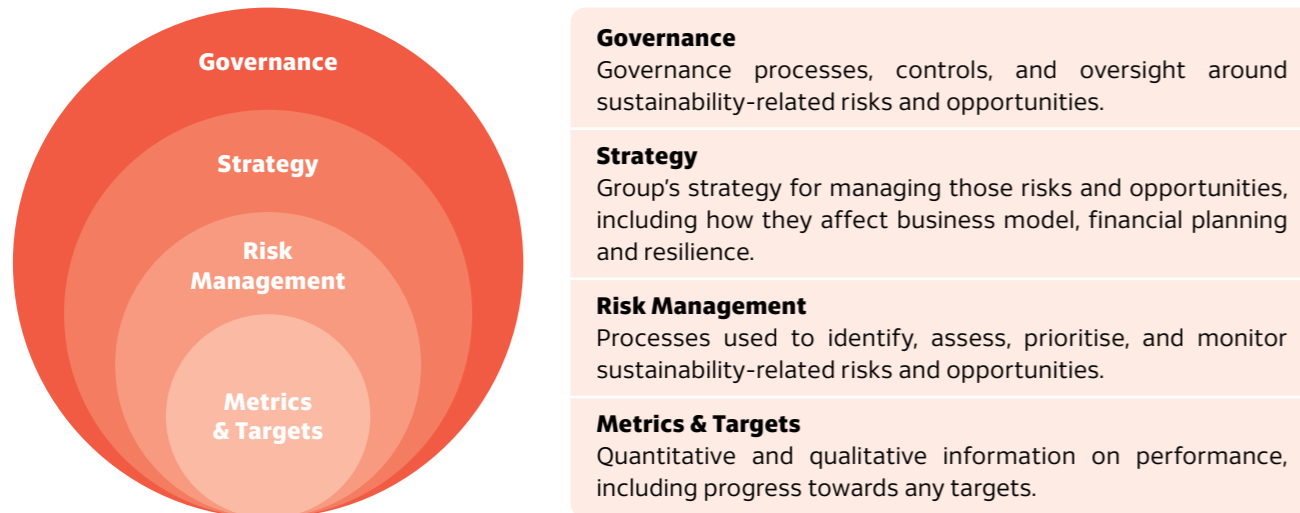 Governance
Strategy
Risk
Management
Metrics
& Targets
Governance
Governance processes, controls, and oversight around
sustainability-related risks and opportunities.
Strategy
Group's strategy for managing those risks and opportunities,
including how they affect business model, financial planning
and resilience.
Risk Management
Processes used to identify, assess, prioritise, and monitor
sustainability-related risks and opportunities.
Metrics & Targets
Quantitative and qualitative information on performance,
including progress towards any targets.